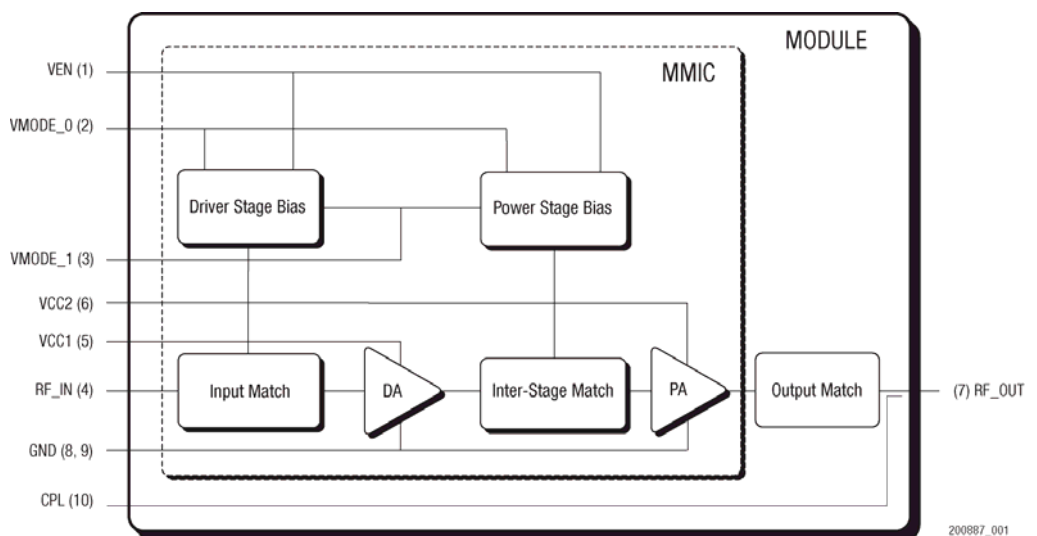 MODULE
MMIC
VEN (1)
VMODE_0 (2)
Driver Stage Bias
Power Stage Bias
VMODE_1 (3)
VCC2 (6)
VCC1 (5)
RF_IN (4)
Input Match
DA
Inter-Stage Match
PA
Output Match
(7) RF_OUT
GND (8, 9)
CPL (10)
200887_001